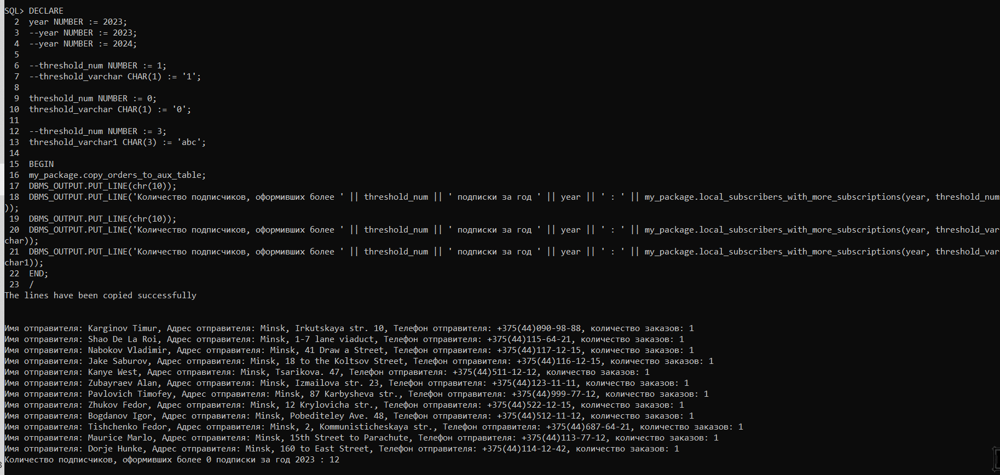 SQL> DECLARE
2 year NUMBER := 2023;
3 --year NUMBER := 2023;
4 --year NUMBER := 2024;
5
6 --threshold_num NUMBER := 1;
7 --threshold_varchar CHAR(1) := '1';
8
9 threshold_num NUMBER := 0;
10 threshold_varchar CHAR(1) := '0';
11
12 --threshold_num NUMBER := 3;
13 threshold_varchar1 CHAR(3) := 'abc';
14
15 BEGIN
16 my_package.copy_orders_to_aux_table;
17 DBMS_OUTPUT.PUT_LINE(chr(10));
18 DBMS_OUTPUT.PUT_LINE('Количество подписчиков, оформивших более ' || threshold_num || ' подписки за год ' || year || ' : ' || my_package.local_subscribers_with_more_subscriptions(year, threshold_num
));
19 DBMS_OUTPUT.PUT_LINE(chr(10));
20 DBMS_OUTPUT.PUT_LINE('Количество подписчиков, оформивших более ' || threshold_num || ' подписки за год ' || year || ' : ' || my_package.local_subscribers_with_more_subscriptions(year, threshold_var
char));
21 DBMS_OUTPUT.PUT_LINE('Количество подписчиков, оформивших более ' || threshold_num || ' подписки за год ' || year || ' : ' || my_package.local_subscribers_with_more_subscriptions(year, threshold_var
char1));
22 END;
23 /
The lines have been copied successfully
Имя отправителя: Karginov Timur, Адрес отправителя: Minsk, Irkutskaya str. 10, Телефон отправителя: +375(44)090-98-88, количество заказов: 1
Имя отправителя: Shao De La Roi, Адрес отправителя: Minsk, 1-7 lane viaduct, Телефон отправителя: +375(44)115-64-21, количество заказов: 1
Имя отправителя: Nabokov Vladimir, Адрес отправителя: Minsk, 41 Draw a Street, Телефон отправителя: +375(44)117-12-15, количество заказов: 1
Имя отправителя: Jake Saburov, Адрес отправителя: Minsk, 18 to the Koltsov Street, Телефон отправителя: +375(44)116-12-15, количество заказов: 1
Имя отправителя: Kanye West, Адрес отправителя: Minsk, Tsarikova. 47, Телефон отправителя: +375(44)511-12-12, количество заказов: 1
Имя отправителя: Zubayraev Alan, Адрес отправителя: Minsk, Izmailova str. 23, Телефон отправителя: +375(44)123-11-11, количество заказов: 1
Имя отправителя: Pavlovich Timofey, Адрес отправителя: Minsk, 87 Karbysheva str., Телефон отправителя: +375(44)999-77-12, количество заказов: 1
Имя отправителя: Zhukov Fedor, Адрес отправителя: Minsk, 12 Krylovicha str., Телефон отправителя: +375(44)522-12-15, количество заказов: 1
Имя отправителя: Bogdanov Igor, Адрес отправителя: Minsk, Pobediteley Ave. 48, Телефон отправителя: +375(44)512-11-12, количество заказов: 1
Имя отправителя: Tishchenko Fedor, Адрес отправителя: Minsk, 2, Kommunisticheskaya str., Телефон отправителя: +375(44)687-64-21, количество заказов: 1
Имя отправителя: Maurice Marlo, Адрес отправителя: Minsk, 15th Street to Parachute, Телефон отправителя: +375(44)113-77-12, количество заказов: 1
Имя отправителя: Dorje Hunke, Адрес отправителя: Minsk, 160 to East Street, Телефон отправителя: +375(44)114-12-42, количество заказов: 1
Количество подписчиков, оформивших более 0 подписки за год 2023 : 12